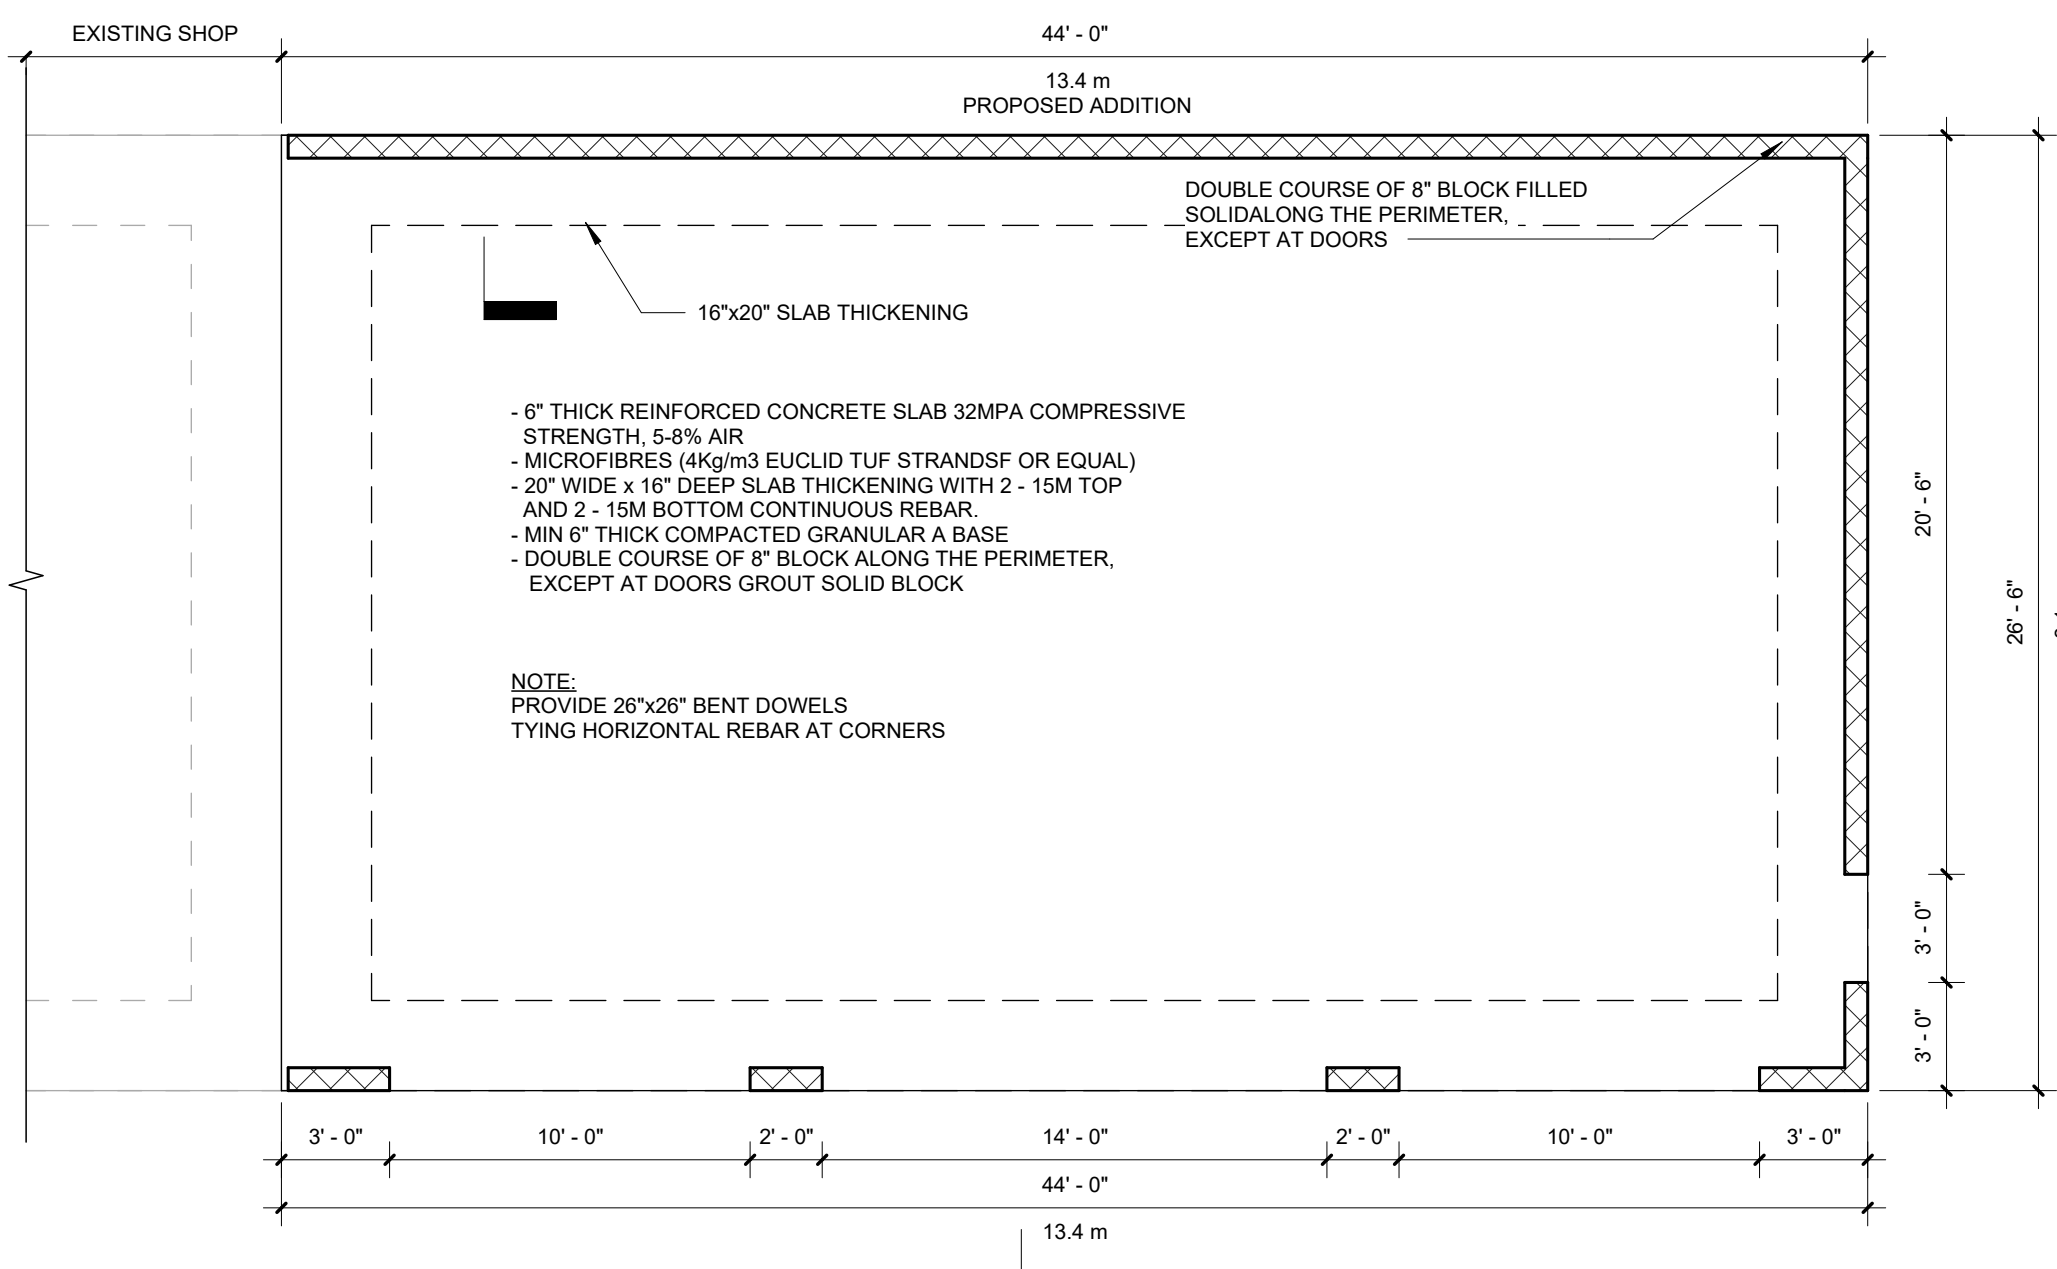 EXISTING SHOP
44' - 0"
13.4 m
PROPOSED ADDITION
DOUBLE COURSE OF 8" BLOCK FILLED
SOLIDALONG THE PERIMETER,
EXCEPT AT DOORS
16"x20" SLAB THICKENING
- 6" THICK REINFORCED CONCRETE SLAB 32MPA COMPRESSIVE
STRENGTH, 5-8% AIR
- MICROFIBRES (4Kg/m3 EUCLID TUF STRANDSF OR EQUAL)
- 20" WIDE x 16" DEEP SLAB THICKENING WITH 2 - 15M TOP
AND 2 - 15M BOTTOM CONTINUOUS REBAR.
- MIN 6" THICK COMPACTED GRANULAR A BASE
- DOUBLE COURSE OF 8" BLOCK ALONG THE PERIMETER,
EXCEPT AT DOORS GROUT SOLID BLOCK
NOTE:
PROVIDE 26"x26" BENT DOWELS
TYING HORIZONTAL REBAR AT CORNERS
20' - 6"
26' - 6"
3' - 0"
3' - 0"
3' - 0"
10' - 0"
2' - 0"
14' - 0"
2' - 0"
10' - 0"
3' - 0"
44' - 0"
13.4 m